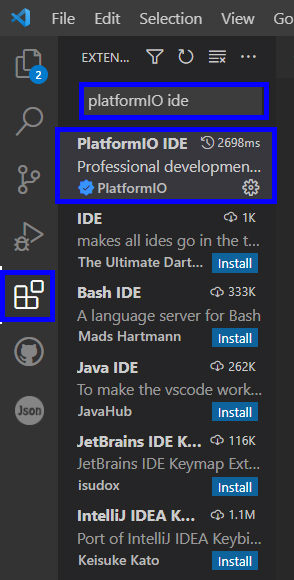 File Edit Selection View Go
EXTEN...
2
platformIO ide
PlatformIO IDE 2698ms
Professional developmen...
PlatformIO
IDE 1K
makes all ides go in the t...
The Ultimate Dart... Install
Bash IDE 333K
A language server for Bash
Mads Hartmann Install
Java IDE 262K
To make the vscode work...
JavaHub Install
Json
JetBrains IDE K... 116K
JetBrains IDE Keymap Ext...
isudox Install
IntelliJ IDEA K... 1.1M
Port of IntelliJ IDEA Keybi...
Keisuke Kato Install